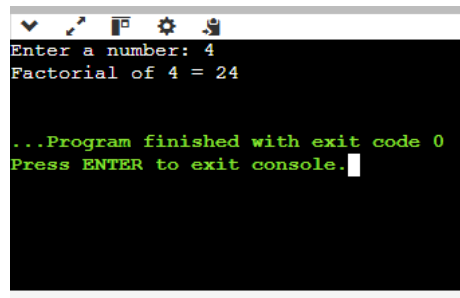 Enter a number: 4
Factorial of 4 = 24
...Program finished with exit code 0
Press ENTER to exit console.